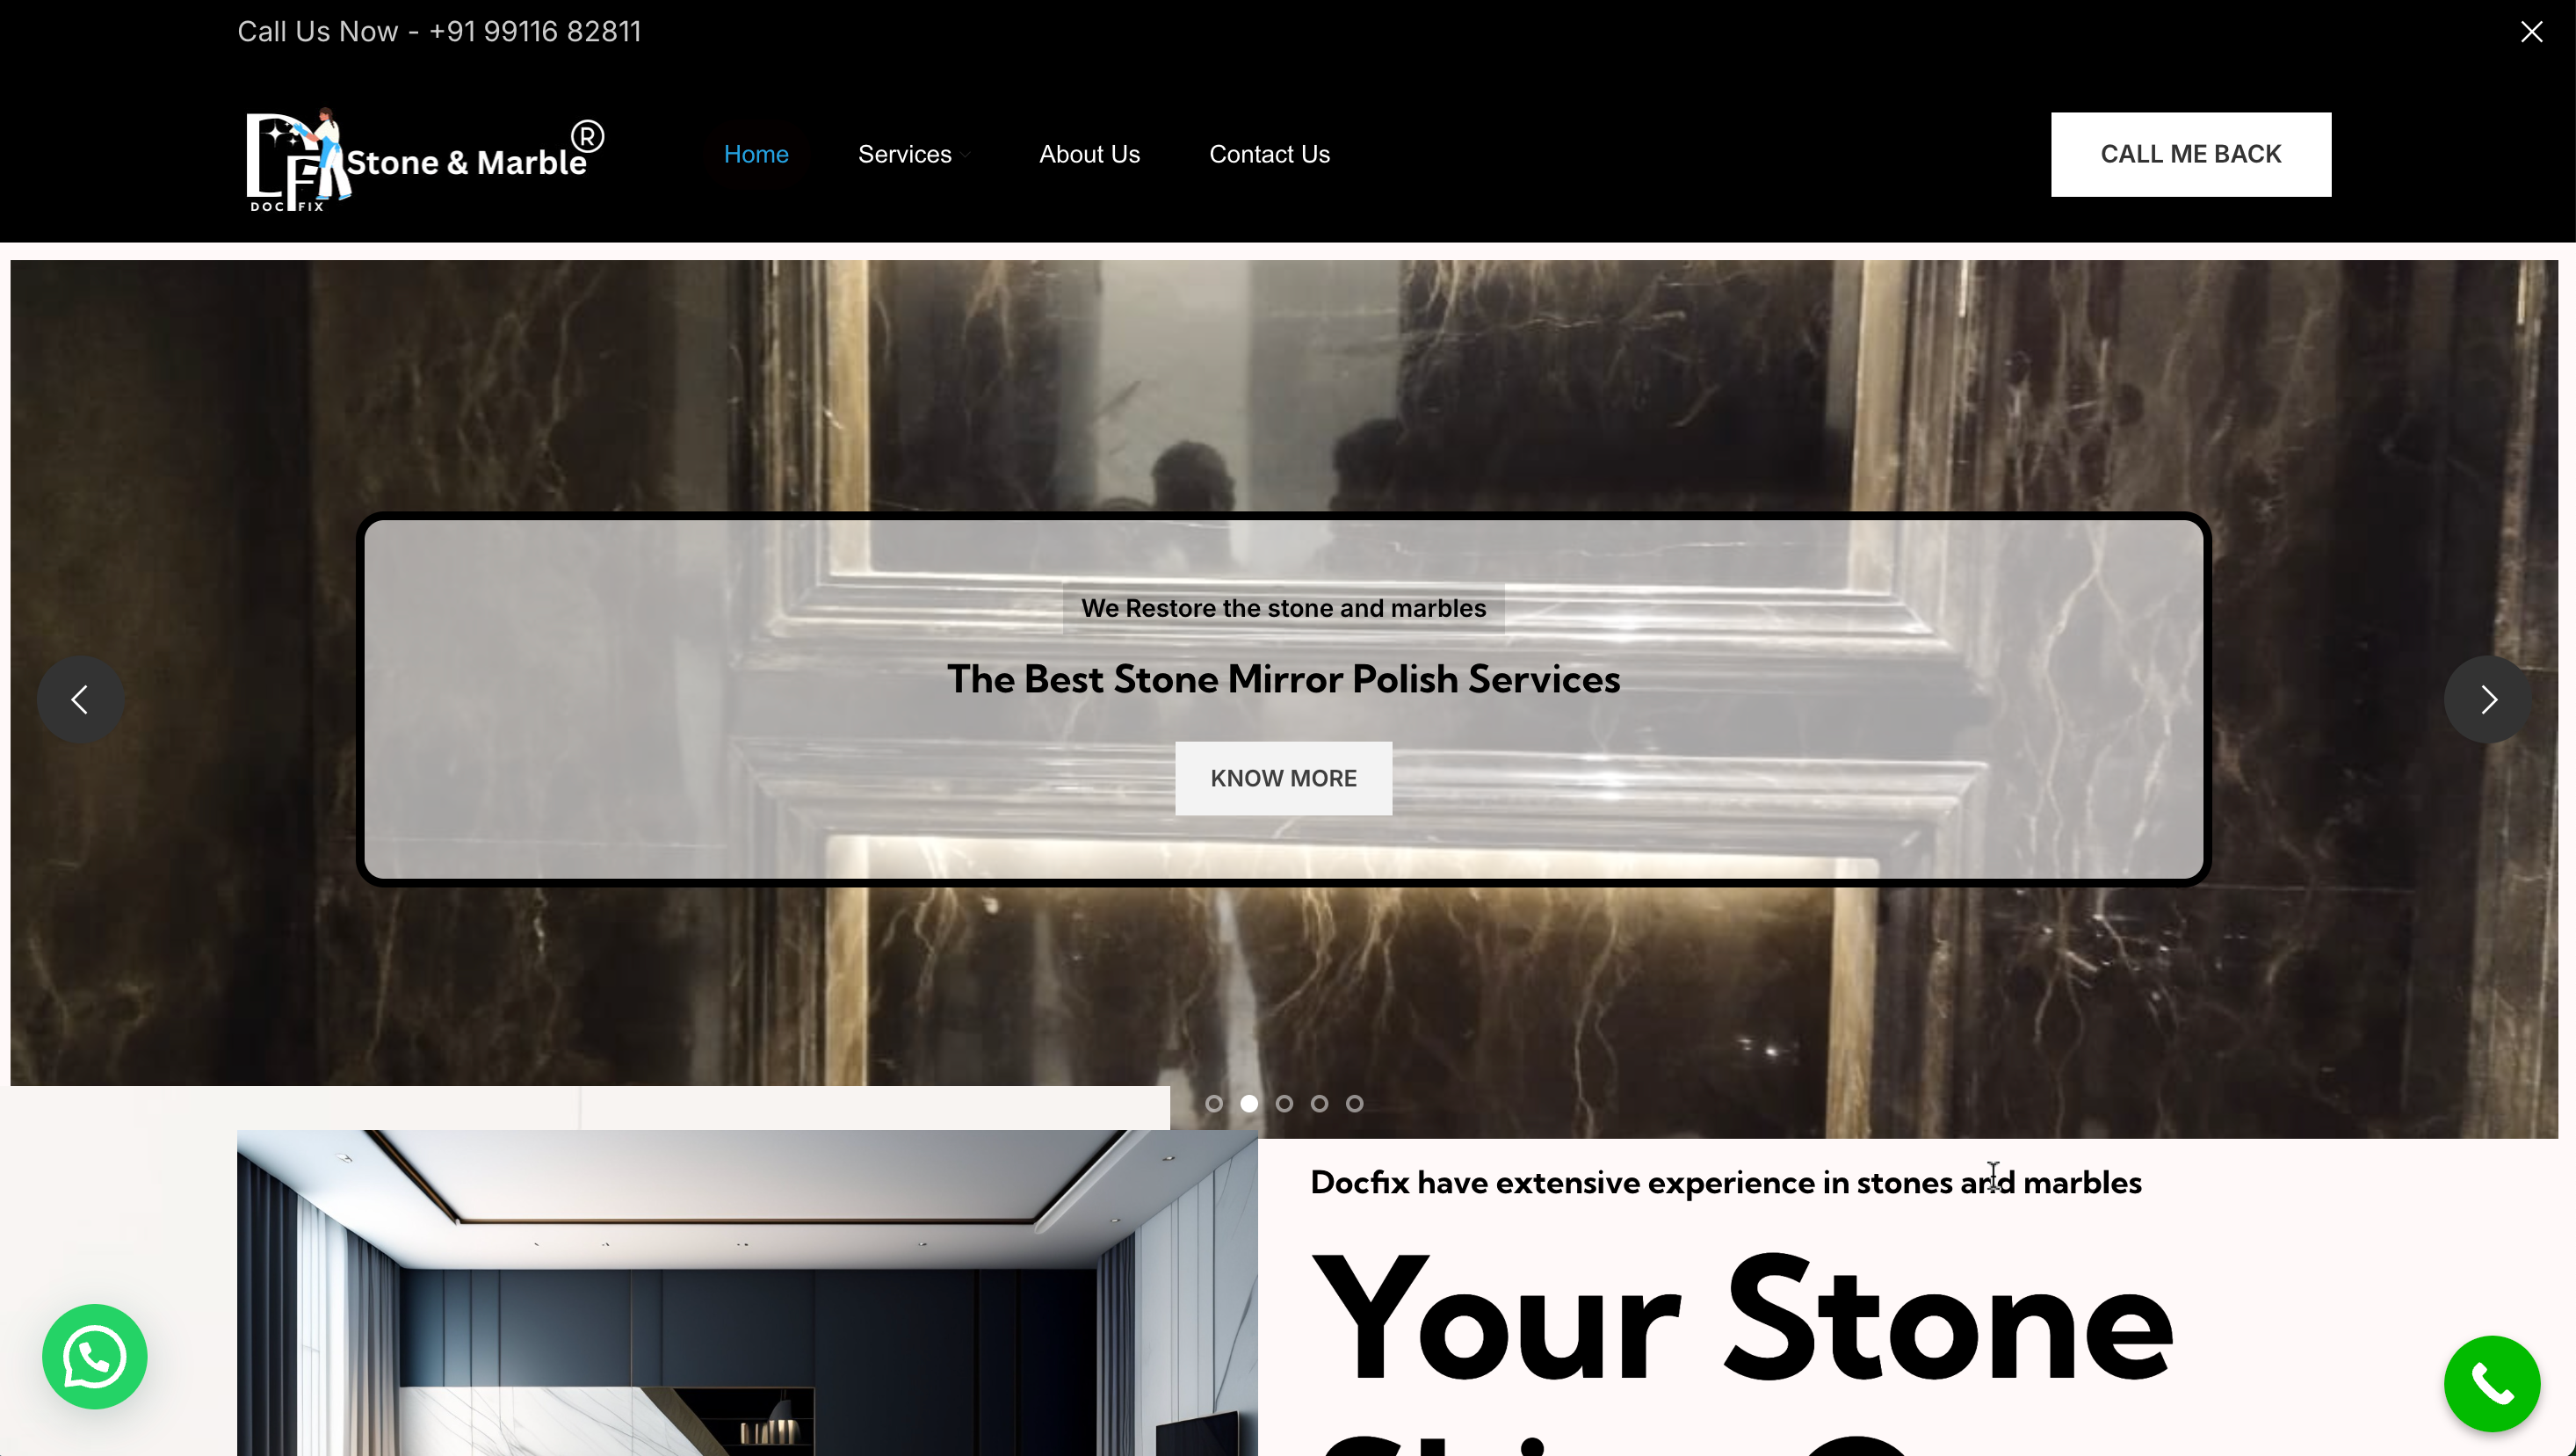 Call Us Now - +91 99116 82811
DF Stone & Marble®
DOC FIX
Home Services About Us Contact Us
CALL ME BACK
We Restore the stone and marbles
The Best Stone Mirror Polish Services
KNOW MORE
Docfix have extensive experience in stones and marbles
Your Stone